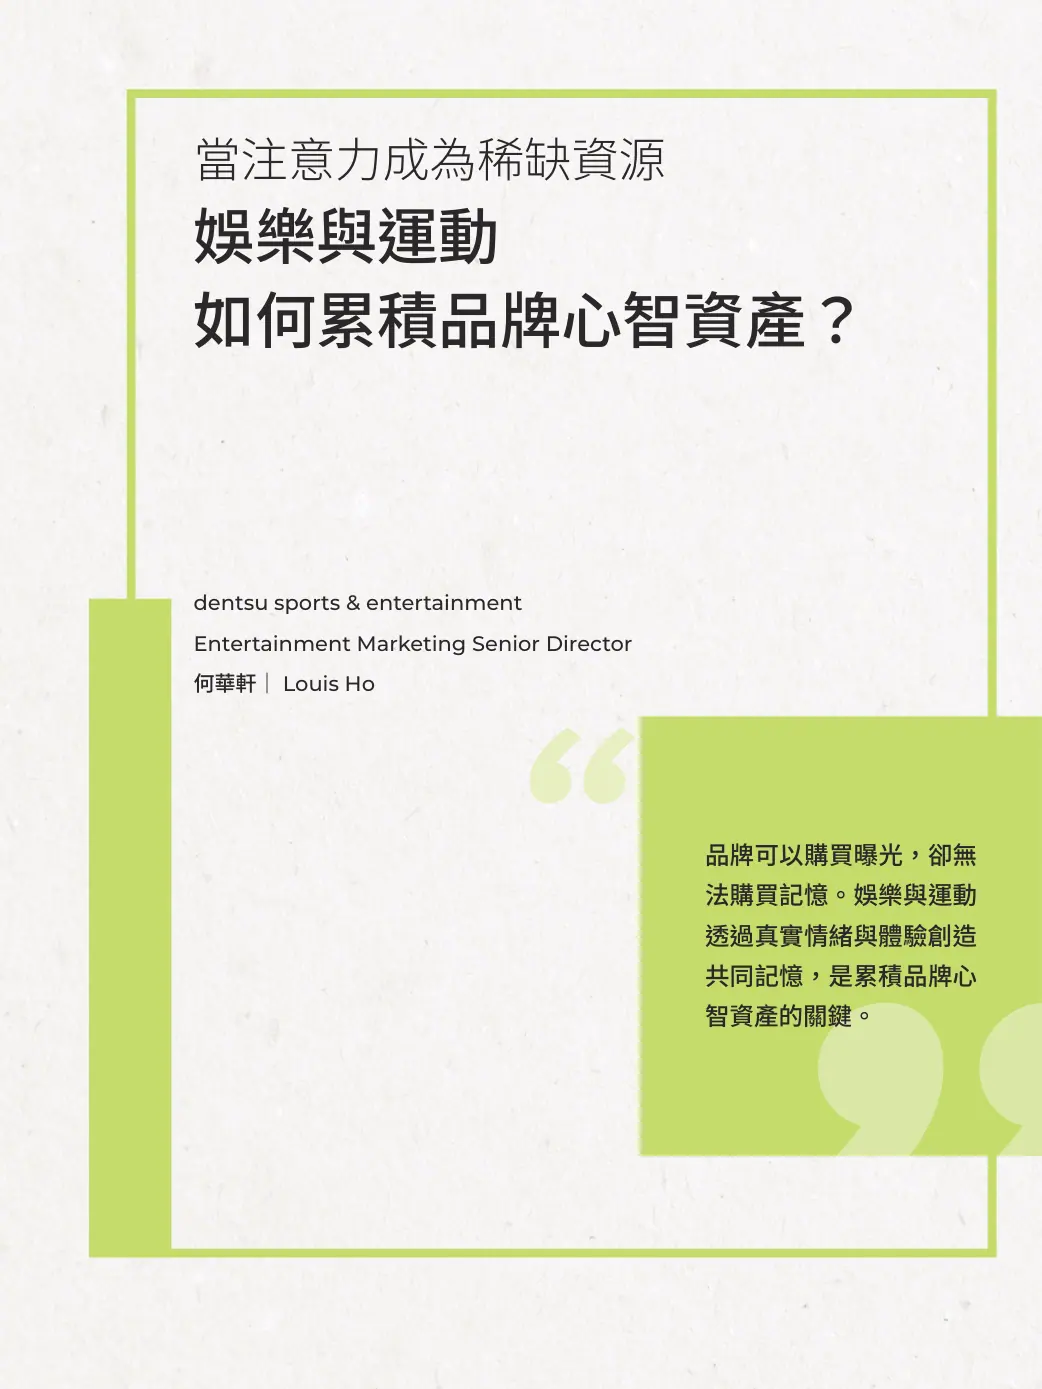 當注意力成為稀缺資源
娛樂與運動
如何累積品牌心智資產？
dentsu sports & entertainment
Entertainment Marketing Senior Director
何華軒｜ Louis Ho
品牌可以購買曝光，卻無
法購買記憶。娛樂與運動
透過真實情緒與體驗創造
共同記憶，是累積品牌心
智資產的關鍵。